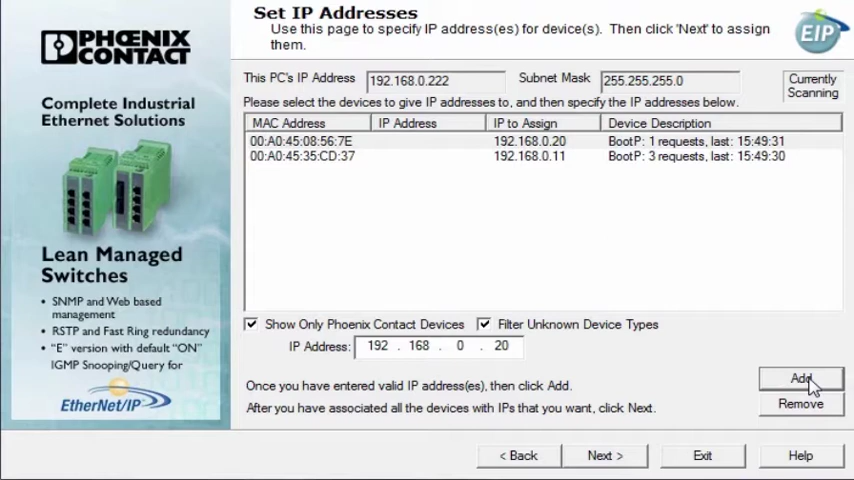 PHŒNIX
CONTACT
Complete Industrial
Ethernet Solutions
Lean Managed
Switches
• SNMP and Web based
management
• RSTP and Fast Ring redundancy
• “E” version with default “ON”
IGMP Snooping/Query for
EtherNet/IP
Set IP Addresses
Use this page to specify IP address(es) for device(s). Then click 'Next' to assign
them.
EIP
This PC's IP Address 192.168.0.222 Subnet Mask 255.255.255.0
Currently
Scanning
Please select the devices to give IP addresses to, and then specify the IP addresses below.
MAC Address IP Address IP to Assign Device Description
00:A0:45:08:56:7E 192.168.0.20 BootP: 1 requests, last: 15:49:31
00:A0:45:35:CD:37 192.168.0.11 BootP: 3 requests, last: 15:49:30
Show Only Phoenix Contact Devices Filter Unknown Device Types
IP Address: 192 . 168 . 0 . 20
Once you have entered valid IP address(es), then click Add.
Add
After you have associated all the devices with IPs that you want, click Next.
Remove
< Back Next > Exit Help